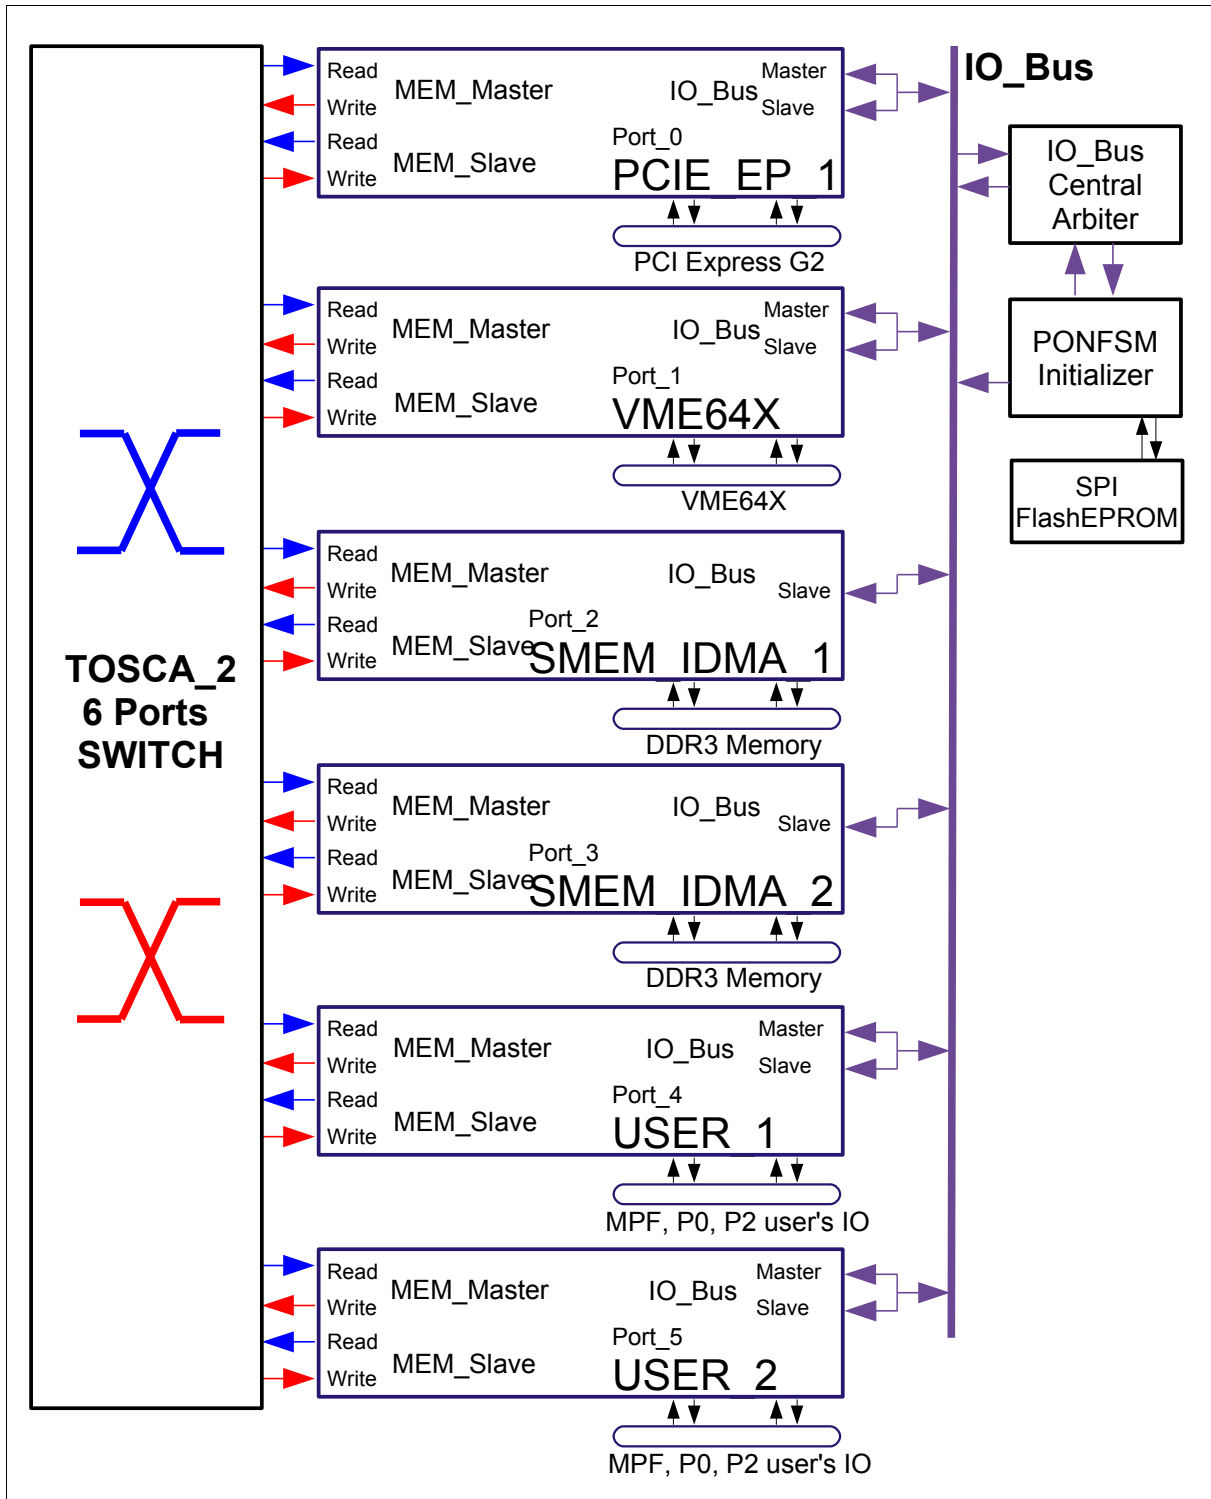 TOSCA_2
6 Ports
SWITCH
Read
Write
Read
Write
MEM_Master
MEM_Slave
IO_Bus
Master
Slave
Port_0
PCIE_EP_1
PCI Express G2
Read
Write
Read
Write
MEM_Master
MEM_Slave
IO_Bus
Master
Slave
Port_1
VME64X
VME64X
Read
Write
Read
Write
MEM_Master
MEM_Slave
IO_Bus
Slave
Port_2
SMEM_IDMA_1
DDR3 Memory
Read
Write
Read
Write
MEM_Master
MEM_Slave
IO_Bus
Slave
Port_3
SMEM_IDMA_2
DDR3 Memory
Read
Write
Read
Write
MEM_Master
MEM_Slave
IO_Bus
Master
Slave
Port_4
USER_1
MPF, P0, P2 user's IO
Read
Write
Read
Write
MEM_Master
MEM_Slave
IO_Bus
Master
Slave
Port_5
USER_2
MPF, P0, P2 user's IO
IO_Bus
IO_Bus
Central
Arbiter
PONFSM
Initializer
SPI
FlashEPROM